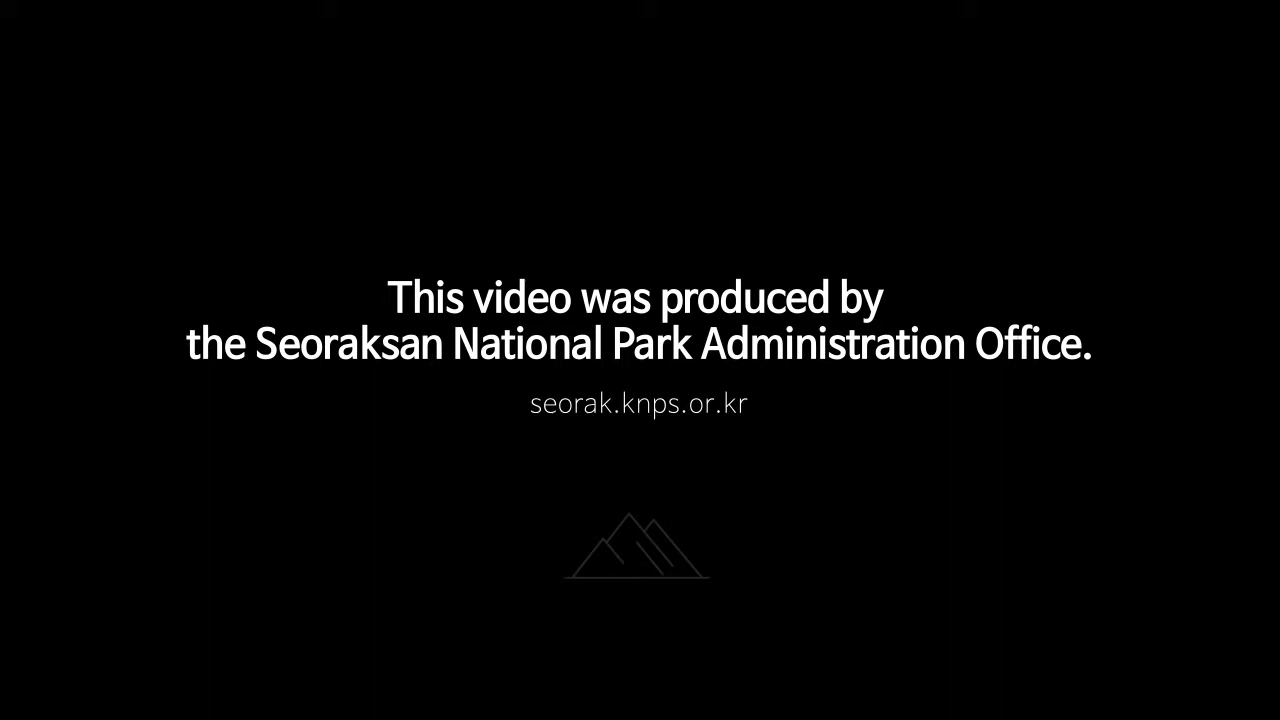 This video was produced by
the Seoraksan National Park Administration Office.
seorak.knps.or.kr